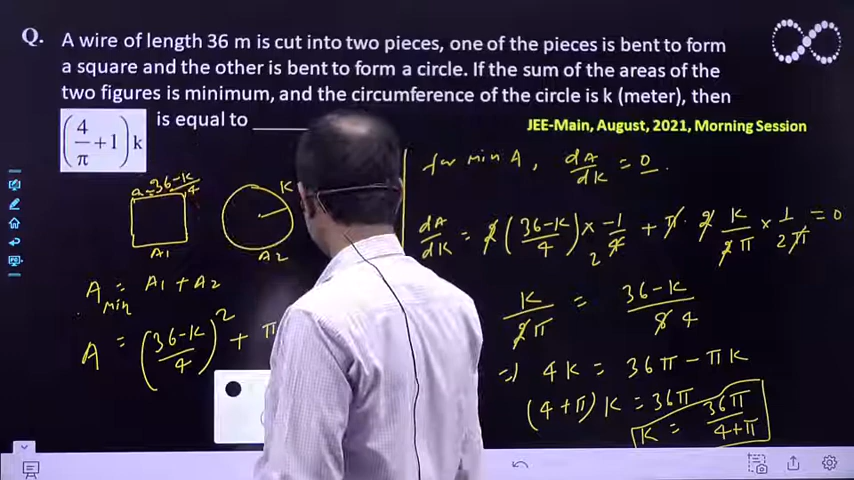 Q. A wire of length 36 m is cut into two pieces, one of the pieces is bent to form
a square and the other is bent to form a circle. If the sum of the areas of the
two figures is minimum, and the circumference of the circle is k (meter), then
(4/π + 1) k is equal to ______
JEE-Main, August, 2021, Morning Session
a = 36-k/4
K
A1
A2
A min = A1 + A2
A = (36-k/4)² + π
for min A, dA/dk = 0
dA/dk = 2 (36-k/4) × -1/4 2 + π · 2 k/2π × 1/2π = 0
k/2π = 36-k/8 4
⇒ 4k = 36π - πk
(4+π) k = 36π
k = 36π/4+π